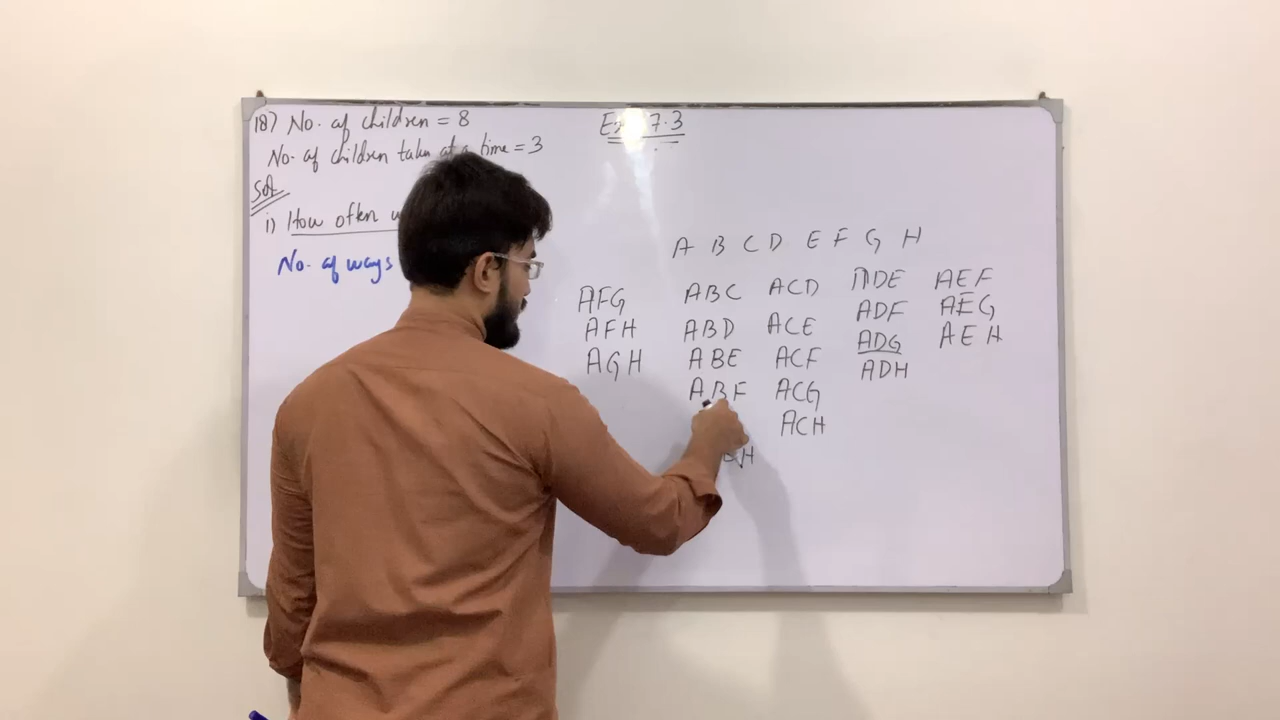 18) No. of children = 8
No. of children taken at a time = 3
Sol
i) How often
No. of ways
Ex 7.3
A B C D E F G H
AFG
AFH
AGH
ABC
ABD
ABE
ABF
ACD
ACE
ACF
ACG
ACH
ADE
ADF
ADG
ADH
AEF
AEG
AEH